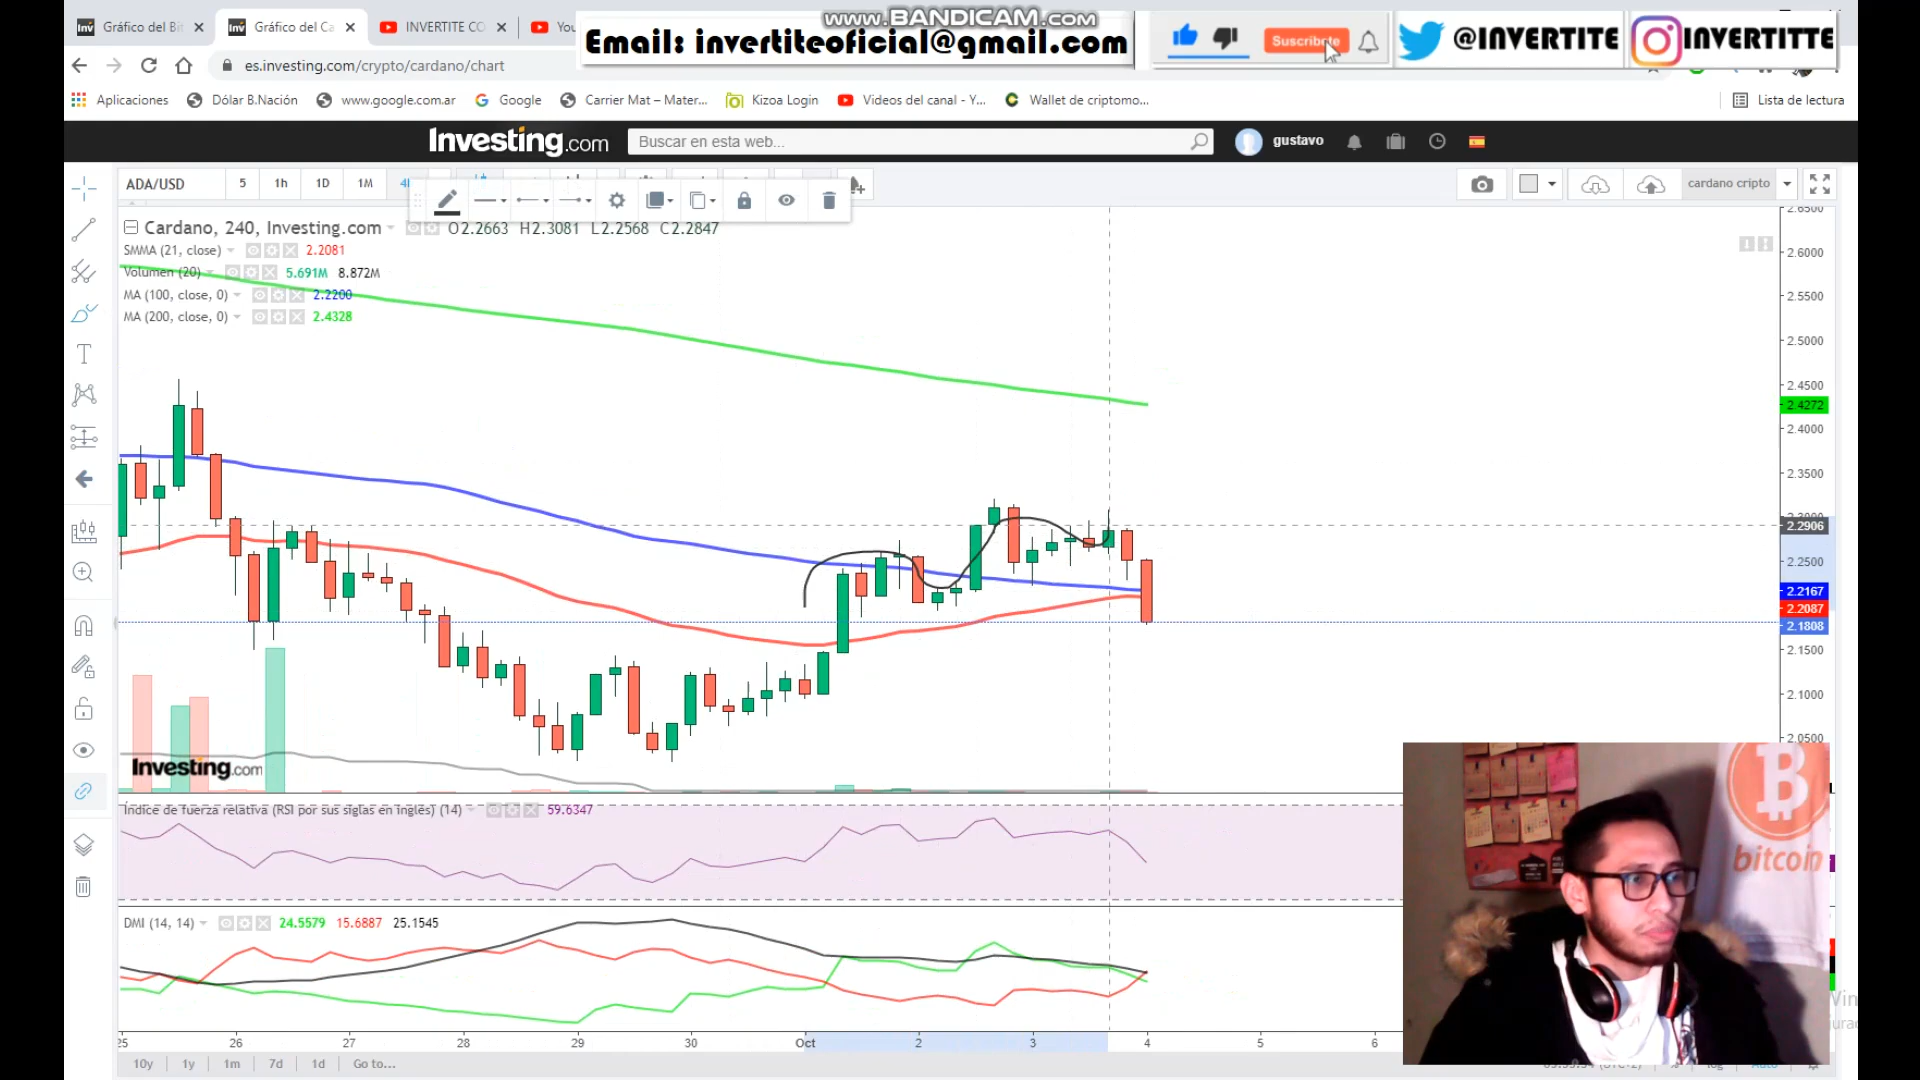 www.BANDICAM.com
Gráfico del Bi
Gráfico del Ca
INVERTITE CO
You
Email: invertiteoficial@gmail.com
Suscribete
@INVERTITE
INVERTITTE
es.investing.com/crypto/cardano/chart
Aplicaciones
Dólar B.Nación
www.google.com.ar
Google
Carrier Mat – Mater...
Kizoa Login
Videos del canal - Y...
Wallet de criptomo...
Lista de lectura
Investing.com
Buscar en esta web...
gustavo
ADA/USD
5
1h
1D
1M
cardano cripto
Cardano, 240, Investing.com
O2.2663 H2.3081 L2.2568 C2.2847
SMMA (21, close)
2.2081
Volumen (20)
5.691M 8.872M
MA (100, close, 0)
2.2200
MA (200, close, 0)
2.4328
2.6500
2.6000
2.5500
2.5000
2.4500
2.4272
2.4000
2.3500
2.2906
2.2500
2.2167
2.2087
2.1808
2.1500
2.1000
2.0500
Investing.com
Índice de fuerza relativa (RSI por sus siglas en inglés) (14)
59.6347
bitcoin
DMI (14, 14)
24.5579 15.6887 25.1545
25
26
27
28
29
30
Oct
2
3
4
5
6
10y
1y
1m
7d
1d
Go to...